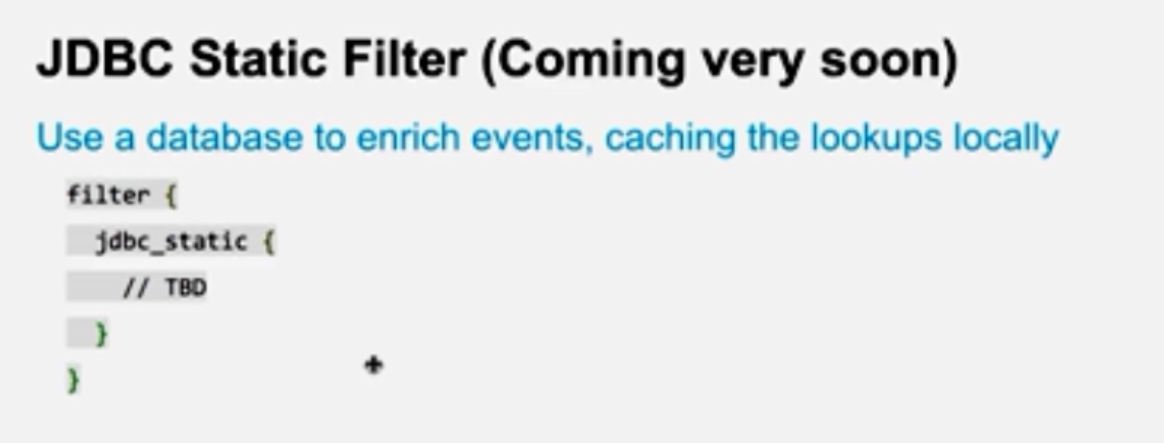 JDBC Static Filter (Coming very soon)
Use a database to enrich events, caching the lookups locally
filter {
  jdbc_static {
    // TBD
  }
}